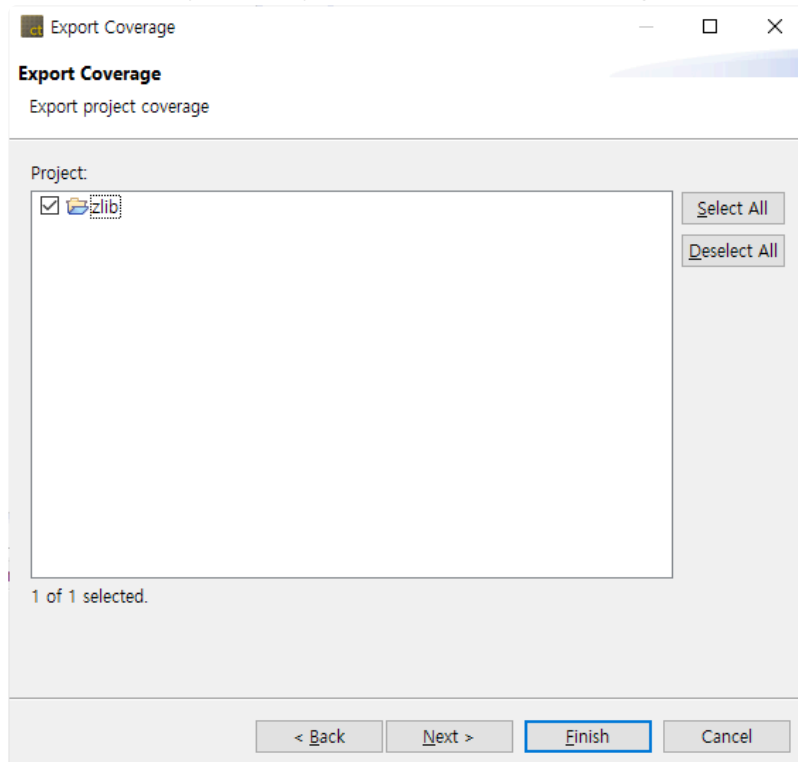 ct Export Coverage
Export Coverage
Export project coverage
Project:
zlib
Select All
Deselect All
1 of 1 selected.
< Back
Next >
Finish
Cancel